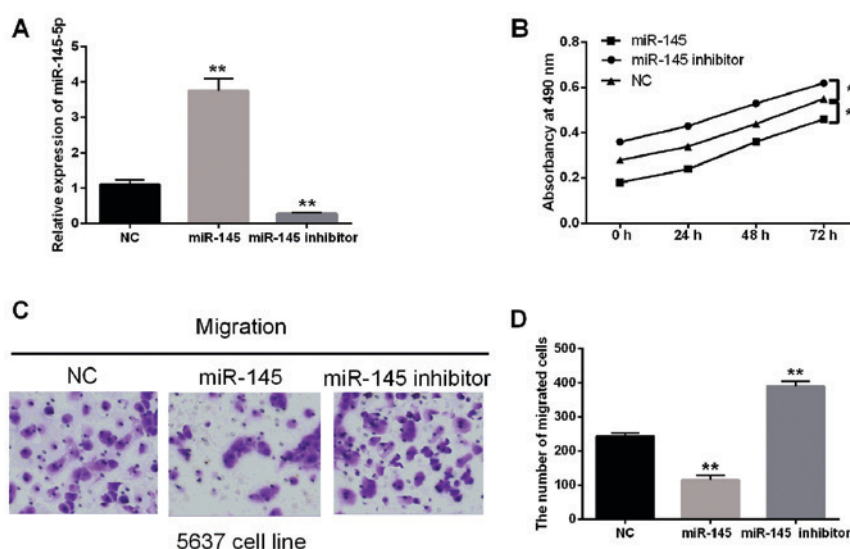 A
Relative expression of miR-145-5p
5
4
3
2
1
0
**
**
NC
miR-145
miR-145 inhibitor
B
Absorbancy at 490 nm
0.8
0.6
0.4
0.2
0.0
miR-145
miR-145 inhibitor
NC
0 h
24 h
48 h
72 h
C
Migration
NC
miR-145
miR-145 inhibitor
5637 cell line
D
The number of migrated cells
500
400
300
200
100
0
**
**
NC
miR-145
miR-145 inhibitor